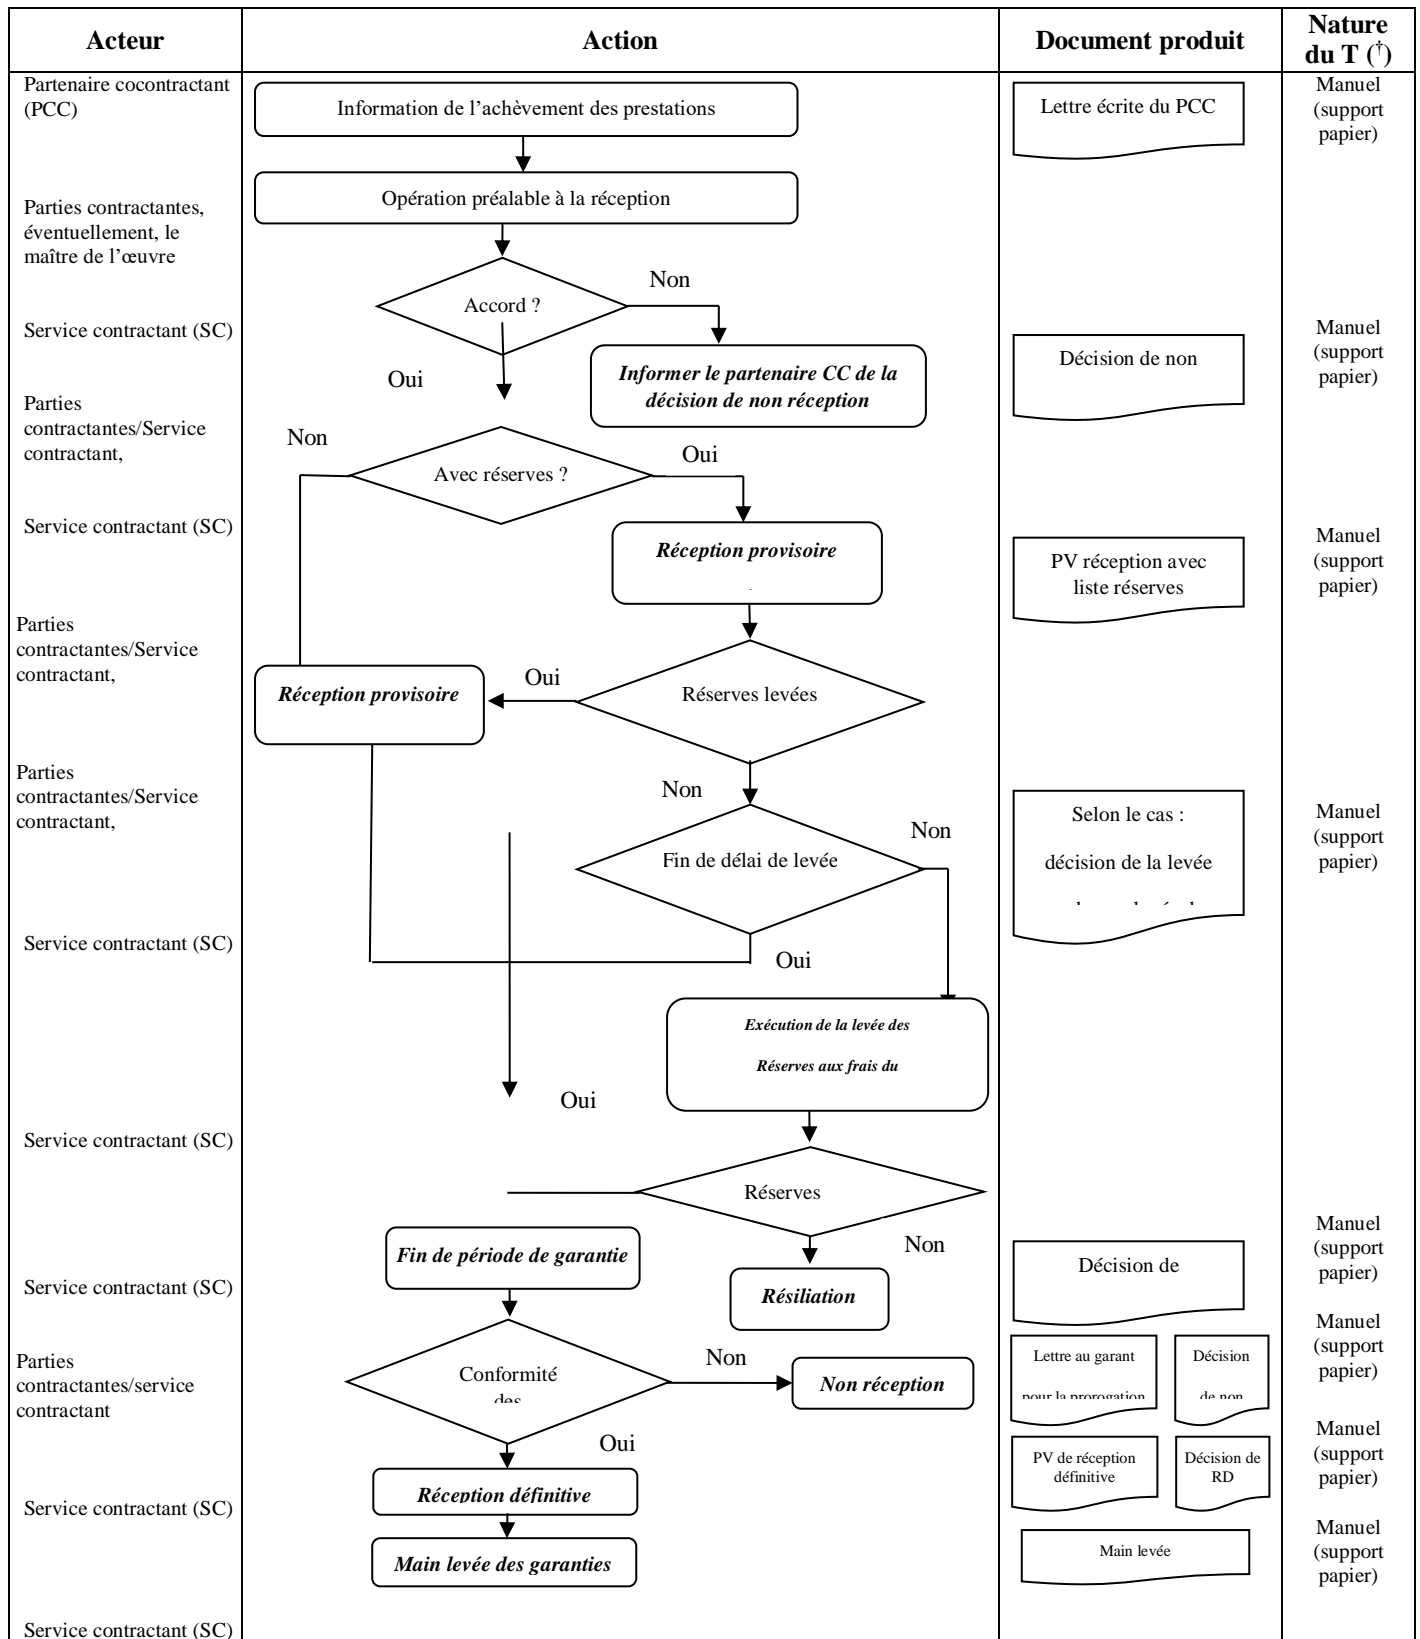 Acteur
Action
Document produit
Nature
du T (†)
Partenaire cocontractant
(PCC)
Information de l’achèvement des prestations
Lettre écrite du PCC
Manuel
(support
papier)
Opération préalable à la réception
Parties contractantes,
éventuellement, le
maître de l’œuvre
Non
Accord ?
Service contractant (SC)
Manuel
(support
papier)
Décision de non
Informer le partenaire CC de la
décision de non réception
Oui
Parties
contractantes/Service
contractant,
Non
Oui
Avec réserves ?
Service contractant (SC)
Réception provisoire
PV réception avec
liste réserves
Manuel
(support
papier)
Parties
contractantes/Service
contractant,
Réception provisoire
Oui
Réserves levées
Parties
contractantes/Service
contractant,
Non
Non
Fin de délai de levée
Selon le cas :
décision de la levée
Manuel
(support
papier)
Service contractant (SC)
Oui
Exécution de la levée des
Réserves aux frais du
Oui
Service contractant (SC)
Réserves
Non
Fin de période de garantie
Manuel
(support
papier)
Décision de
Service contractant (SC)
Résiliation
Manuel
(support
papier)
Parties
contractantes/service
contractant
Conformité
des
Non
Non réception
Lettre au garant
pour la prorogation
Décision
de non
Oui
Manuel
(support
papier)
PV de réception
définitive
Décision de
RD
Réception définitive
Service contractant (SC)
Main levée des garanties
Main levée
Manuel
(support
papier)
Service contractant (SC)